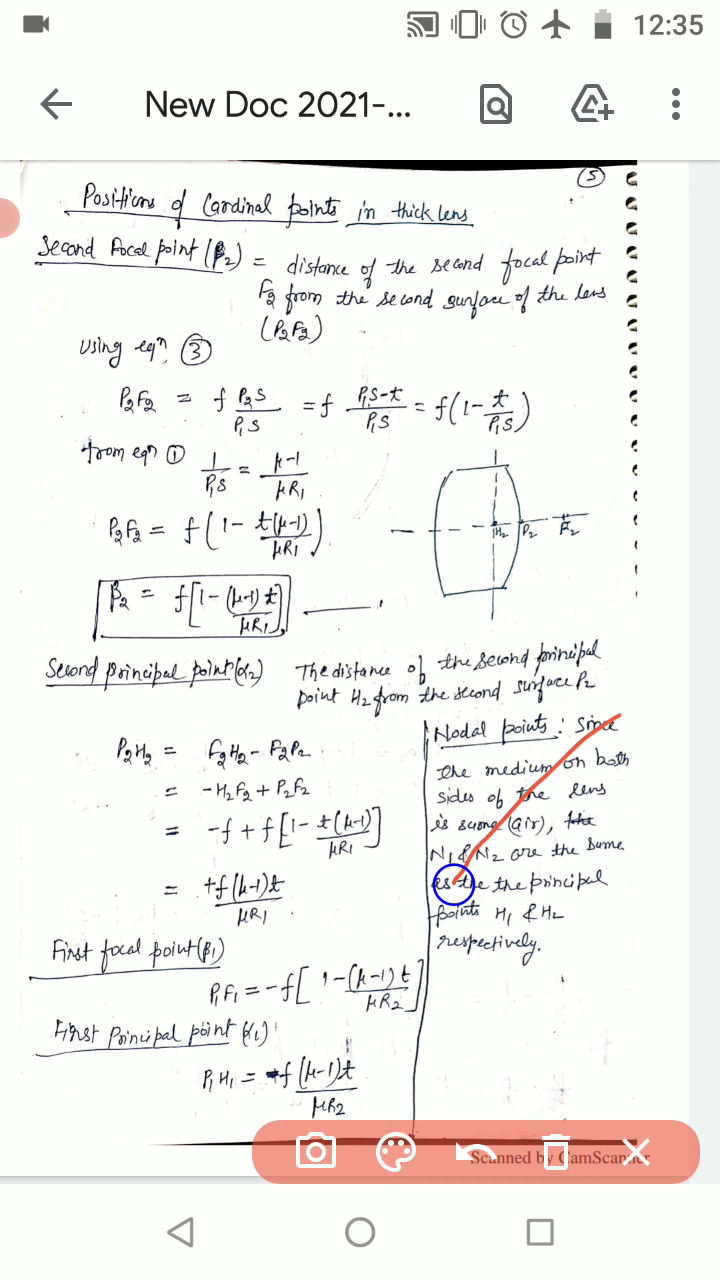 12:35
New Doc 2021-...
5
Positions of Cardinal points in thick lens
Second Focal point (β₂) = distance of the second focal point
F₂ from the second surface of the lens
(P₂F₂)
Using eqⁿ ③
P₂F₂ = f P₂S/P₁S = f P₁S-t/P₁S = f(1- t/P₁S)
from eqⁿ ① 1/P₁S = μ-1/μR₁
P₂F₂ = f(1- t(μ-1)/μR₁)
H₂ P₂ F₂
β₂ = f[1-(μ-1)t/μR₁]
Second principal point (α₂) The distance of the second principal
point H₂ from the second surface P₂
P₂H₂ = F₂H₂ - F₂P₂
= -H₂F₂ + P₂F₂
= -f + f[1- t(μ-1)/μR₁]
= +f(μ-1)t/μR₁
First focal point (β₁)
P₁F₁ = -f[1-(μ-1)t/μR₂]
First Principal point (α₁)
P₁H₁ = f(μ-1)t/μR₂
Nodal points: Since
the medium on both
sides of the lens
is same (air), the
N₁ & N₂ are the same
as the the principal
points H₁ & H₂
respectively.
Scanned by CamScanner